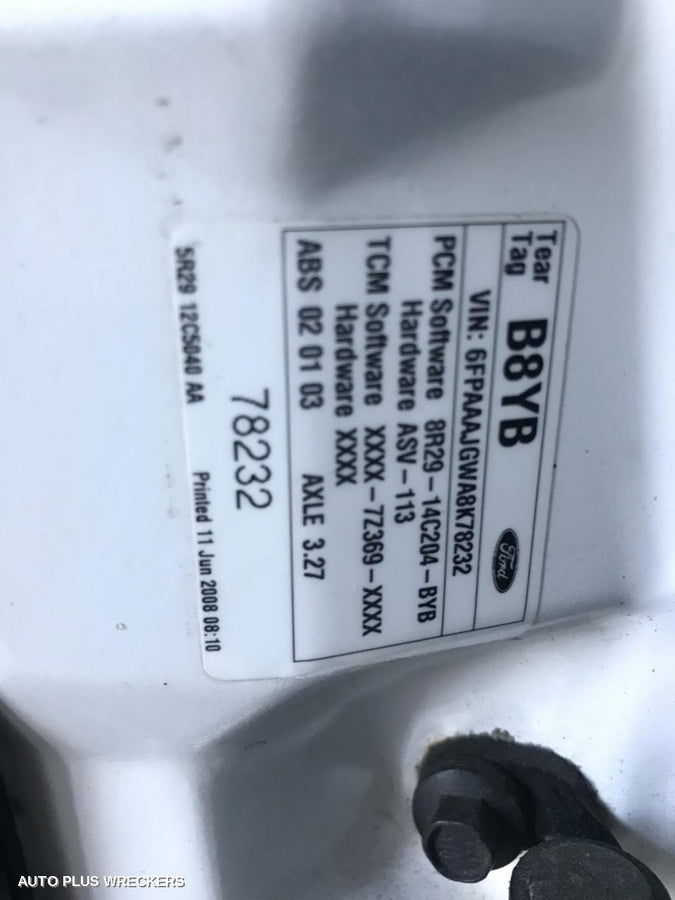 Tear
Tag
B8YB
Ford
VIN: 6FPAAAJGWA8K78232
PCM Software 8R29-14C204-BYB
Hardware ASV-113
TCM Software XXXX-7Z369-XXXX
Hardware XXXX
ABS 02 01 03 AXLE 3.27
78232
5R29 12C5040 AA Printed 11 Jun 2008 08:10
AUTO PLUS WRECKERS